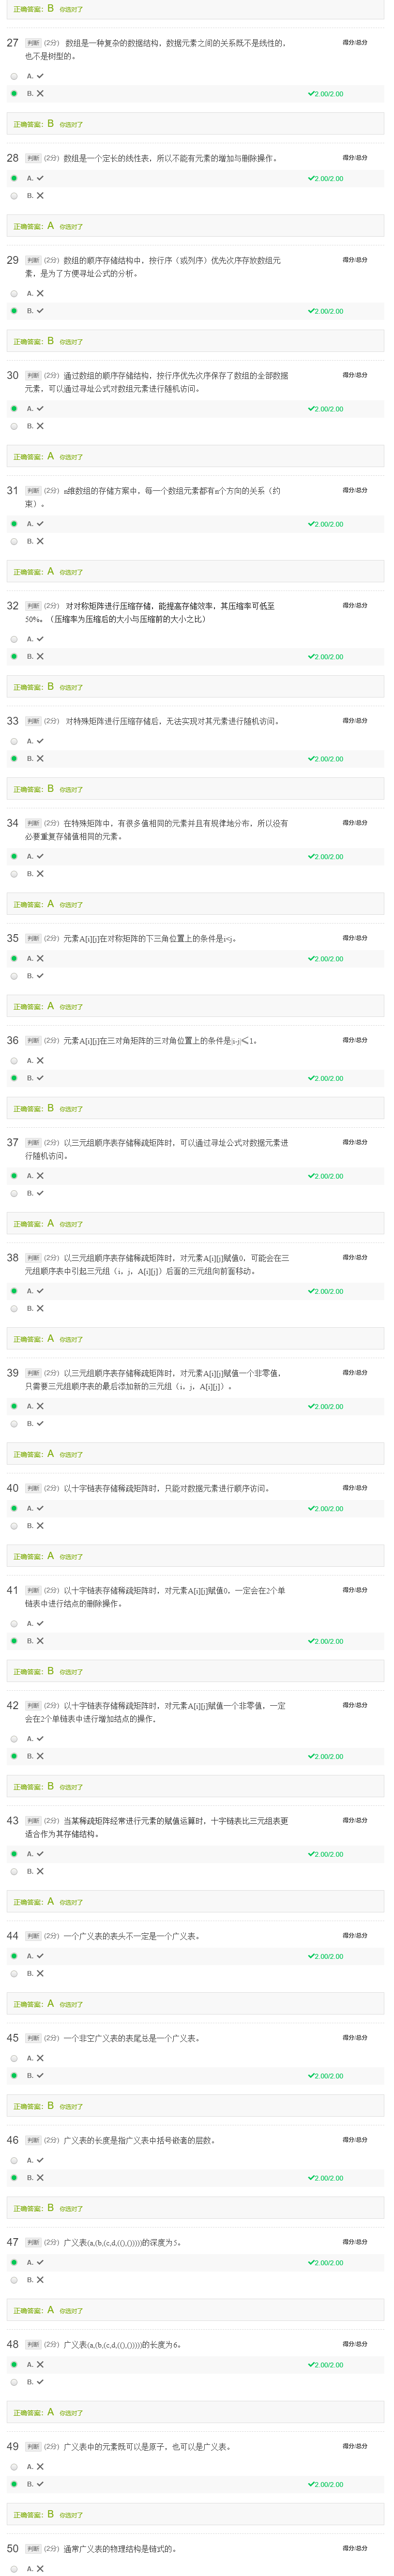 正确答案：B 你选对了
27 判断 (2分) 数组是一种复杂的数据结构，数据元素之间的关系既不是线性的， 得分/总分
也不是树型的。
A. ✓
B. ✕ ✓2.00/2.00
正确答案：B 你选对了
28 判断 (2分) 数组是一个定长的线性表，所以不能有元素的增加与删除操作。 得分/总分
A. ✓ ✓2.00/2.00
B. ✕
正确答案：A 你选对了
29 判断 (2分) 数组的顺序存储结构中，按行序（或列序）优先次序存放数组元 得分/总分
素，是为了方便寻址公式的分析。
A. ✕
B. ✓ ✓2.00/2.00
正确答案：B 你选对了
30 判断 (2分) 通过数组的顺序存储结构，按行序优先次序保存了数组的全部数据 得分/总分
元素，可以通过寻址公式对数组元素进行随机访问。
A. ✓ ✓2.00/2.00
B. ✕
正确答案：A 你选对了
31 判断 (2分) n维数组的存储方案中，每一个数组元素都有n个方向的关系（约 得分/总分
束）。
A. ✓ ✓2.00/2.00
B. ✕
正确答案：A 你选对了
32 判断 (2分) 对对称矩阵进行压缩存储，能提高存储效率，其压缩率可低至 得分/总分
50%。（压缩率为压缩后的大小与压缩前的大小之比）
A. ✓
B. ✕ ✓2.00/2.00
正确答案：B 你选对了
33 判断 (2分) 对特殊矩阵进行压缩存储后，无法实现对其元素进行随机访问。 得分/总分
A. ✓
B. ✕ ✓2.00/2.00
正确答案：B 你选对了
34 判断 (2分) 在特殊矩阵中，有很多值相同的元素并且有规律地分布，所以没有 得分/总分
必要重复存储值相同的元素。
A. ✓ ✓2.00/2.00
B. ✕
正确答案：A 你选对了
35 判断 (2分) 元素A[i][j]在对称矩阵的下三角位置上的条件是i<j。 得分/总分
A. ✕ ✓2.00/2.00
B. ✓
正确答案：A 你选对了
36 判断 (2分) 元素A[i][j]在三对角矩阵的三对角位置上的条件是|i-j|⩽1。 得分/总分
A. ✕
B. ✓ ✓2.00/2.00
正确答案：B 你选对了
37 判断 (2分) 以三元组顺序表存储稀疏矩阵时，可以通过寻址公式对数据元素进 得分/总分
行随机访问。
A. ✕ ✓2.00/2.00
B. ✓
正确答案：A 你选对了
38 判断 (2分) 以三元组顺序表存储稀疏矩阵时，对元素A[i][j]赋值0，可能会在三 得分/总分
元组顺序表中引起三元组（i，j，A[i][j]）后面的三元组向前面移动。
A. ✓ ✓2.00/2.00
B. ✕
正确答案：A 你选对了
39 判断 (2分) 以三元组顺序表存储稀疏矩阵时，对元素A[i][j]赋值一个非零值， 得分/总分
只需要三元组顺序表的最后添加新的三元组（i，j，A[i][j]）。
A. ✕ ✓2.00/2.00
B. ✓
正确答案：A 你选对了
40 判断 (2分) 以十字链表存储稀疏矩阵时，只能对数据元素进行顺序访问。 得分/总分
A. ✓ ✓2.00/2.00
B. ✕
正确答案：A 你选对了
41 判断 (2分) 以十字链表存储稀疏矩阵时，对元素A[i][j]赋值0，一定会在2个单 得分/总分
链表中进行结点的删除操作。
A. ✓
B. ✕ ✓2.00/2.00
正确答案：B 你选对了
42 判断 (2分) 以十字链表存储稀疏矩阵时，对元素A[i][j]赋值一个非零值，一定 得分/总分
会在2个单链表中进行增加结点的操作.
A. ✓
B. ✕ ✓2.00/2.00
正确答案：B 你选对了
43 判断 (2分) 当某稀疏矩阵经常进行元素的赋值运算时，十字链表比三元组表更 得分/总分
适合作为其存储结构。
A. ✓ ✓2.00/2.00
B. ✕
正确答案：A 你选对了
44 判断 (2分) 一个广义表的表头不一定是一个广义表。 得分/总分
A. ✓ ✓2.00/2.00
B. ✕
正确答案：A 你选对了
45 判断 (2分) 一个非空广义表的表尾总是一个广义表。 得分/总分
A. ✕
B. ✓ ✓2.00/2.00
正确答案：B 你选对了
46 判断 (2分) 广义表的长度是指广义表中括号嵌套的层数。 得分/总分
A. ✓
B. ✕ ✓2.00/2.00
正确答案：B 你选对了
47 判断 (2分) 广义表(a,(b,(c,d,((),()))))的深度为5。 得分/总分
A. ✓ ✓2.00/2.00
B. ✕
正确答案：A 你选对了
48 判断 (2分) 广义表(a,(b,(c,d,((),()))))的长度为6。 得分/总分
A. ✕ ✓2.00/2.00
B. ✓
正确答案：A 你选对了
49 判断 (2分) 广义表中的元素既可以是原子，也可以是广义表。 得分/总分
A. ✕
B. ✓ ✓2.00/2.00
正确答案：B 你选对了
50 判断 (2分) 通常广义表的物理结构是链式的。 得分/总分
A. ✕